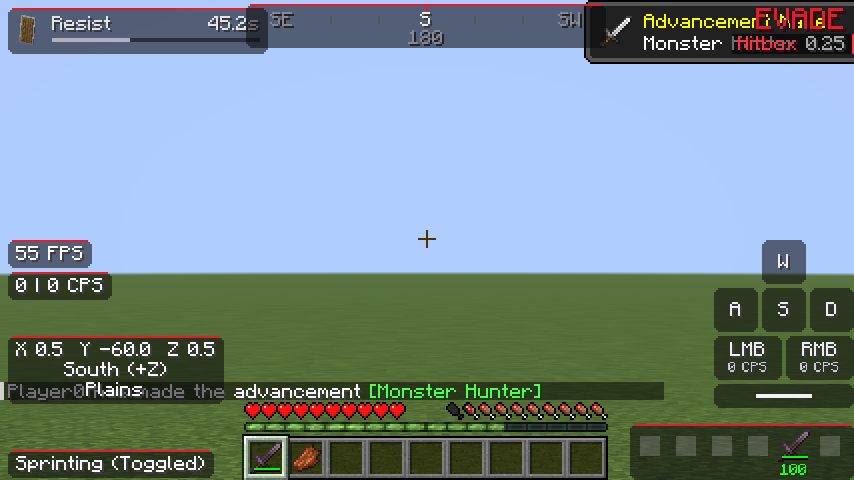 Resist 45.2s
SE S SW
180
Advancement
EVADE
Monster
Hitbox 0.25
55 FPS
0 | 0 CPS
W
A S D
LMB RMB
0 CPS 0 CPS
X 0.5 Y -60.0 Z 0.5
South (+Z)
Plains
made the advancement [Monster Hunter]
Sprinting (Toggled)
100